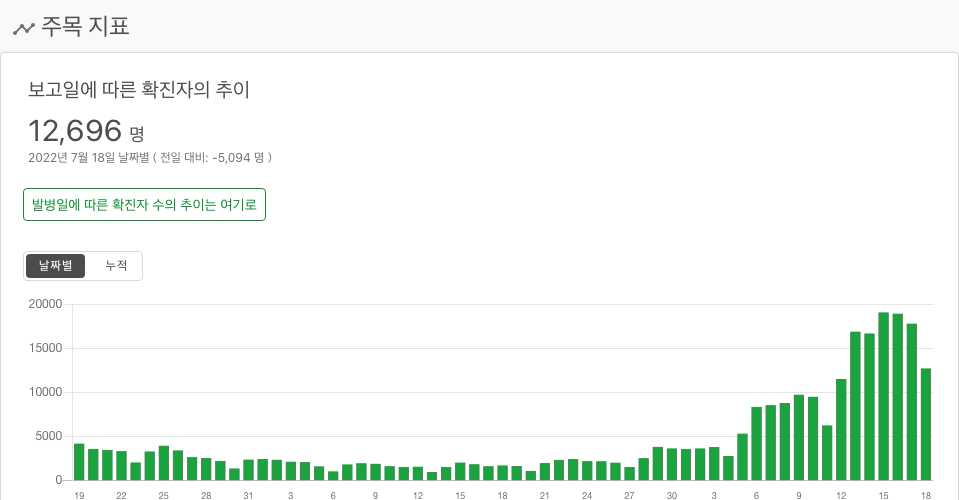 주목 지표
보고일에 따른 확진자의 추이
12,696 명
2022년 7월 18일 날짜별 ( 전일 대비: -5,094 명 )
발병일에 따른 확진자 수의 추이는 여기로
날짜별 누적
20000
15000
10000
5000
0
19 22 25 28 31 3 6 9 12 15 18 21 24 27 30 3 6 9 12 15 18